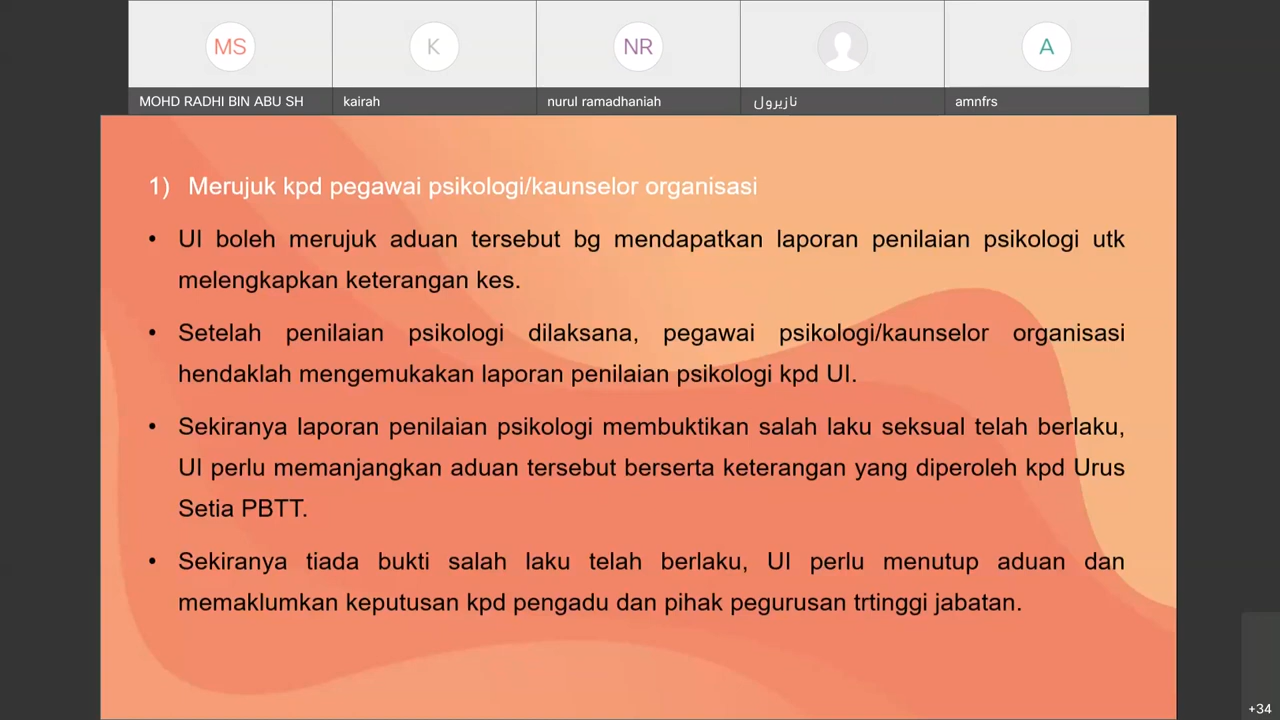 MS
K
NR
A
MOHD RADHI BIN ABU SH
kairah
nurul ramadhaniah
نازيرول
amnfrs
1) Merujuk kpd pegawai psikologi/kaunselor organisasi
• UI boleh merujuk aduan tersebut bg mendapatkan laporan penilaian psikologi utk
melengkapkan keterangan kes.
• Setelah penilaian psikologi dilaksana, pegawai psikologi/kaunselor organisasi
hendaklah mengemukakan laporan penilaian psikologi kpd UI.
• Sekiranya laporan penilaian psikologi membuktikan salah laku seksual telah berlaku,
UI perlu memanjangkan aduan tersebut berserta keterangan yang diperoleh kpd Urus
Setia PBTT.
• Sekiranya tiada bukti salah laku telah berlaku, UI perlu menutup aduan dan
memaklumkan keputusan kpd pengadu dan pihak pegurusan trtinggi jabatan.
+34